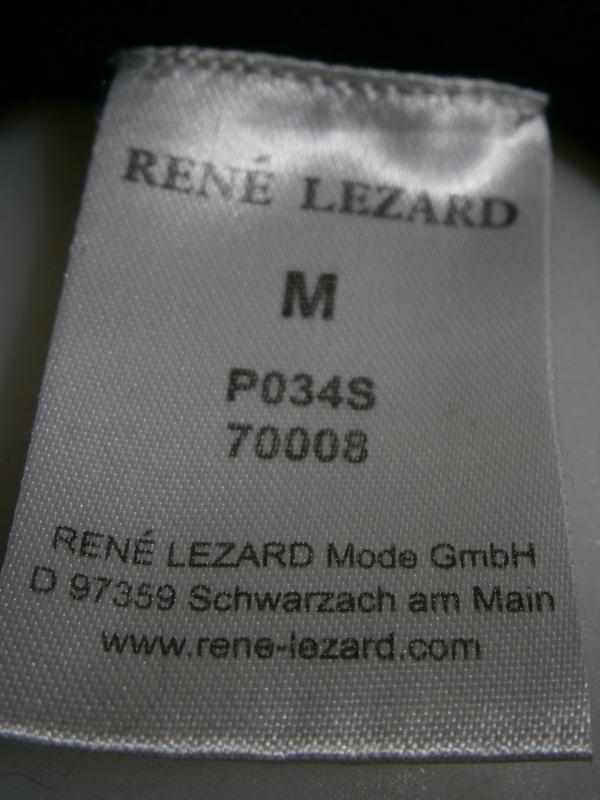 RENÉ LEZARD
M
P034S
70008
RENÉ LEZARD Mode GmbH
D 97359 Schwarzach am Main
www.rene-lezard.com